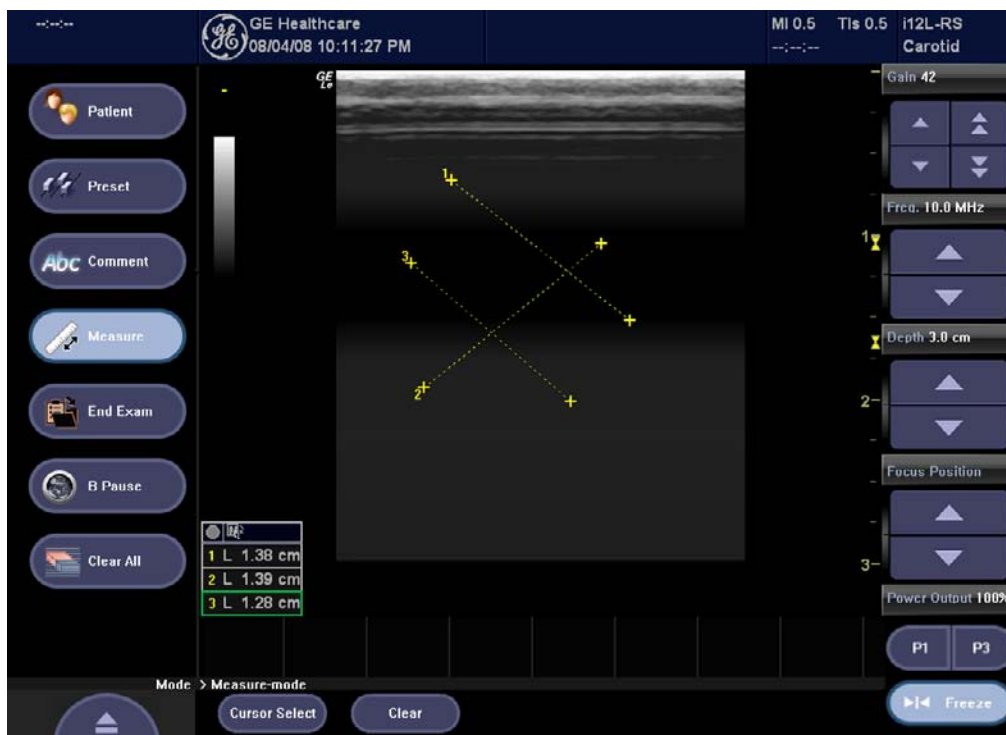 --:--:--
GE Healthcare
08/04/08 10:11:27 PM
MI 0.5 TIs 0.5
--:--:--
i12L-RS
Carotid
GE
Patient
Preset
Abc Comment
Measure
End Exam
B Pause
Clear All
1
2
3
1 L 1.38 cm
2 L 1.39 cm
3 L 1.28 cm
1
2
3
Gain 42
Freq. 10.0 MHz
Depth 3.0 cm
Focus Position
Power Output 100%
P1 P3
Freeze
Mode > Measure-mode
Cursor Select Clear